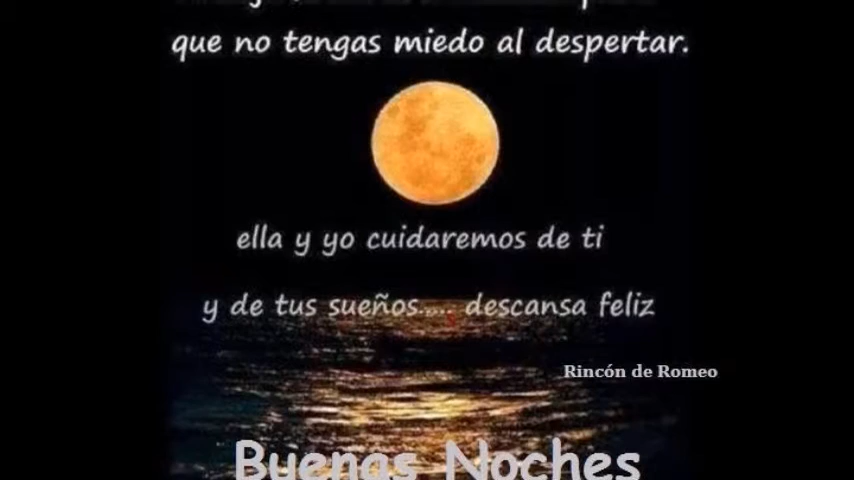 que no tengas miedo al despertar.
ella y yo cuidaremos de ti
y de tus sueños..... descansa feliz
Rincón de Romeo
Buenas Noches